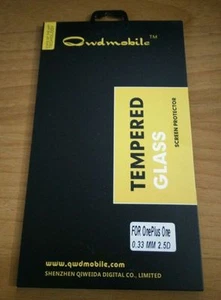 Qwdmobile™
TEMPERED
GLASS
SCREEN PROTECTOR
FOR OnePlus One
0.33 MM 2.5D
www.qwdmobile.com
SHENZHEN QIWEIDA DIGITAL CO., LIMITED